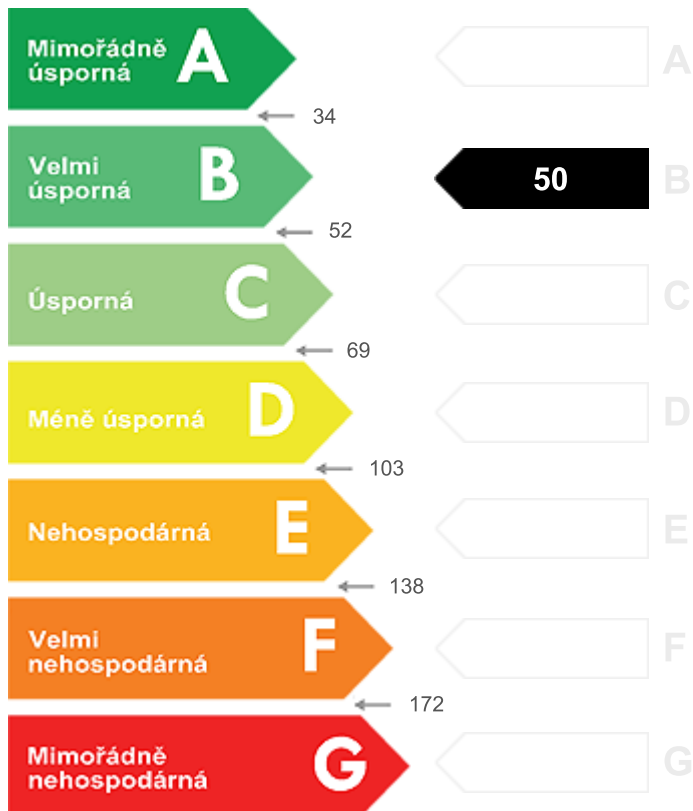 Mimořádně
úsporná
A
A
34
Velmi
úsporná
B
50
B
52
Úsporná
C
C
69
Méně úsporná
D
D
103
Nehospodárná
E
E
138
Velmi
nehospodárná
F
F
172
Mimořádně
nehospodárná
G
G